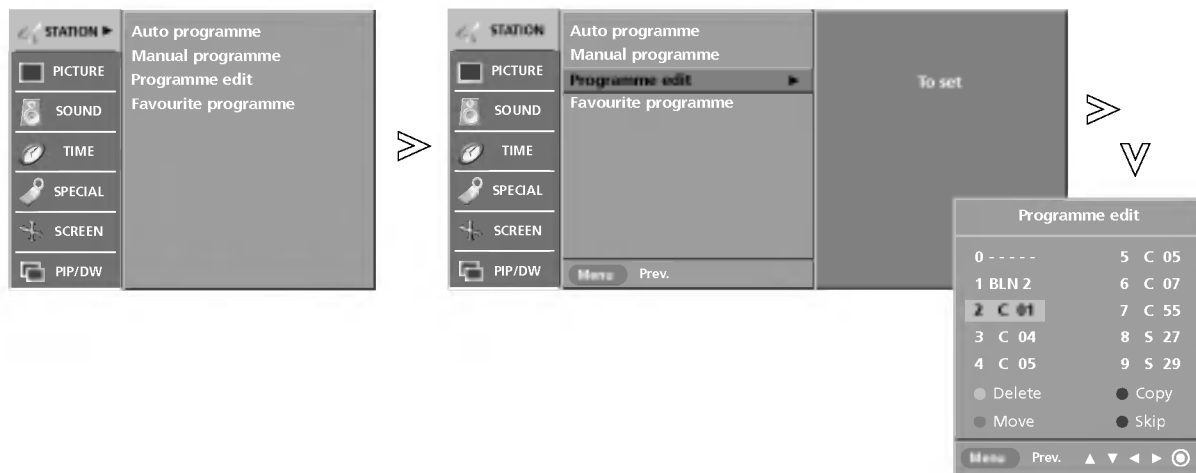 STATION
Auto programme
Manual programme
Programme edit
Favourite programme
PICTURE
SOUND
TIME
SPECIAL
SCREEN
PIP/DW
STATION
Auto programme
Manual programme
Programme edit
Favourite programme
PICTURE
SOUND
TIME
SPECIAL
SCREEN
PIP/DW
To set
Menu Prev.
Programme edit
0 - - - - -
1 BLN 2
2 C 01
3 C 04
4 C 05
5 C 05
6 C 07
7 C 55
8 S 27
9 S 29
Delete
Copy
Move
Skip
Menu Prev.